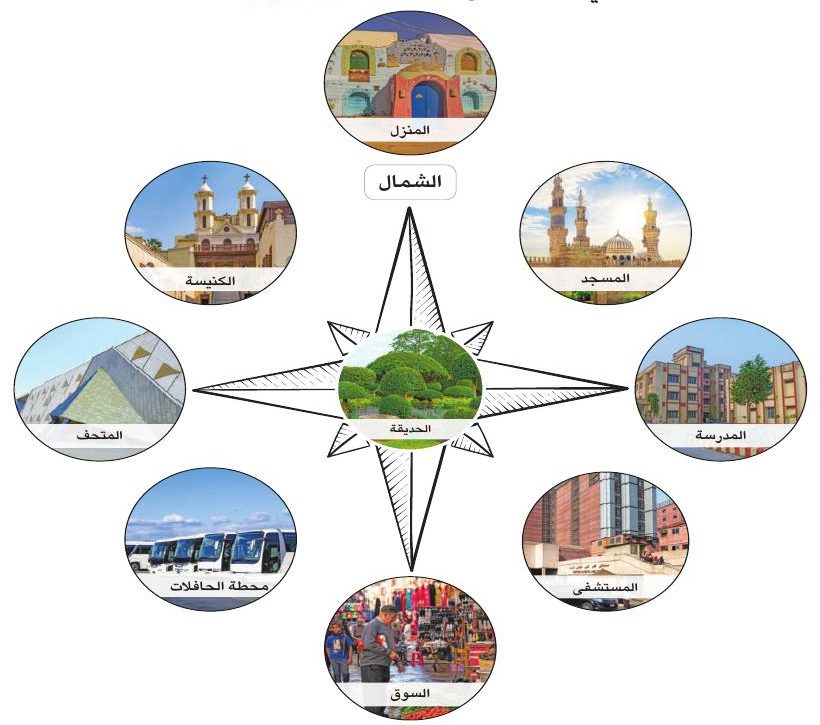 المنزل
الشمال
المسجد
الكنيسة
المدرسة
الحديقة
المتحف
المستشفى
محطة الحافلات
السوق